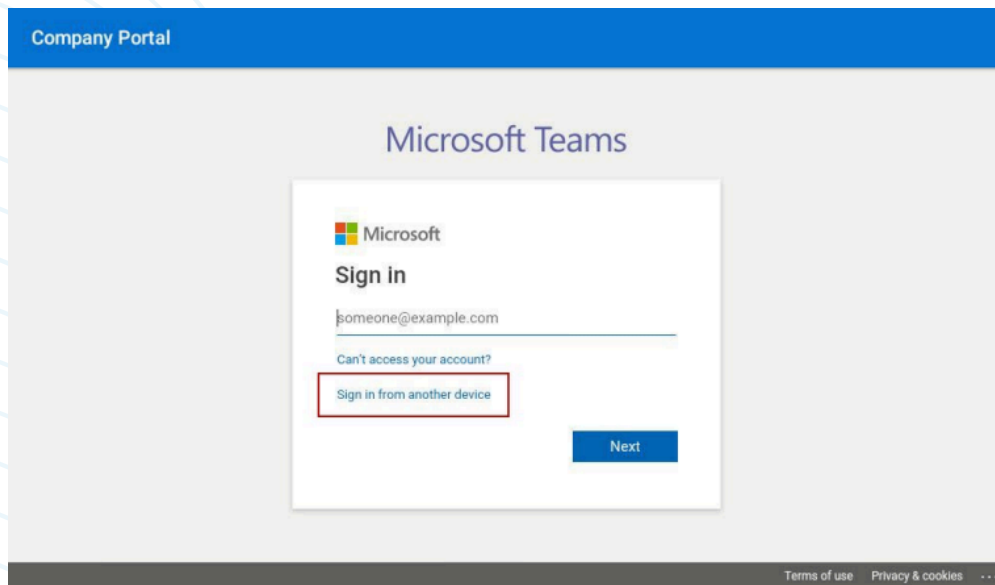 Company Portal
Microsoft Teams
Microsoft
Sign in
someone@example.com
Can't access your account?
Sign in from another device
Next
Terms of use Privacy & cookies